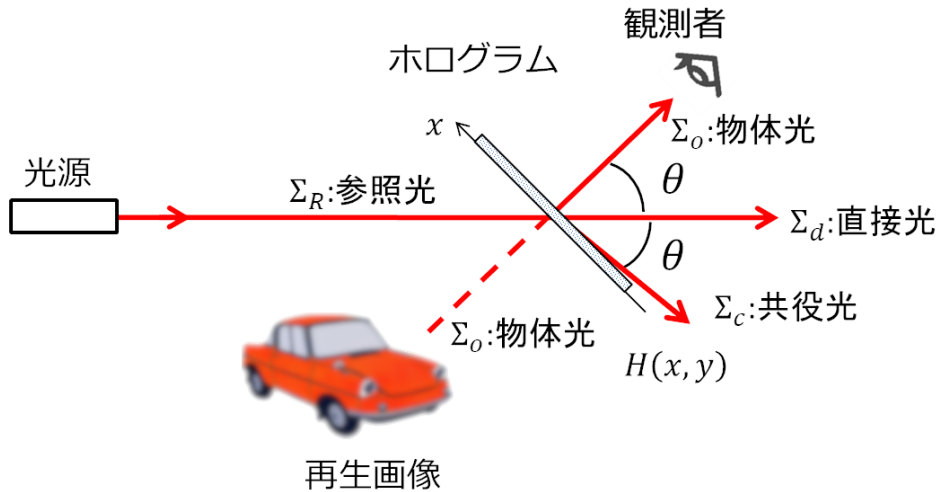 観測者
ホログラム
x
Σo:物体光
光源
θ
ΣR:参照光
Σd:直接光
θ
Σc:共役光
Σo:物体光
H(x, y)
再生画像